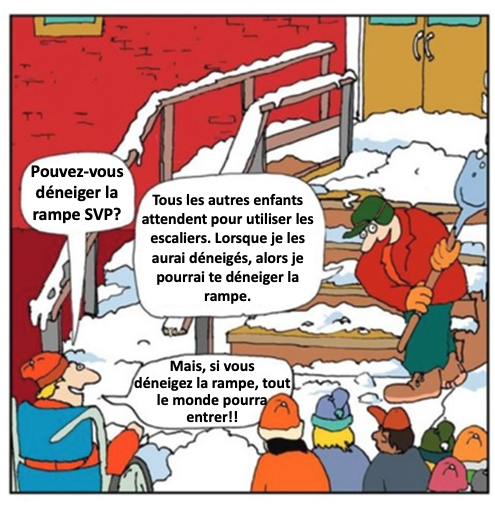 Pouvez-vous
déneiger la
rampe SVP?
Tous les autres enfants
attendent pour utiliser les
escaliers. Lorsque je les
aurai déneigés, alors je
pourrai te déneiger la
rampe.
Mais, si vous
déneigez la rampe, tout
le monde pourra
entrer!!